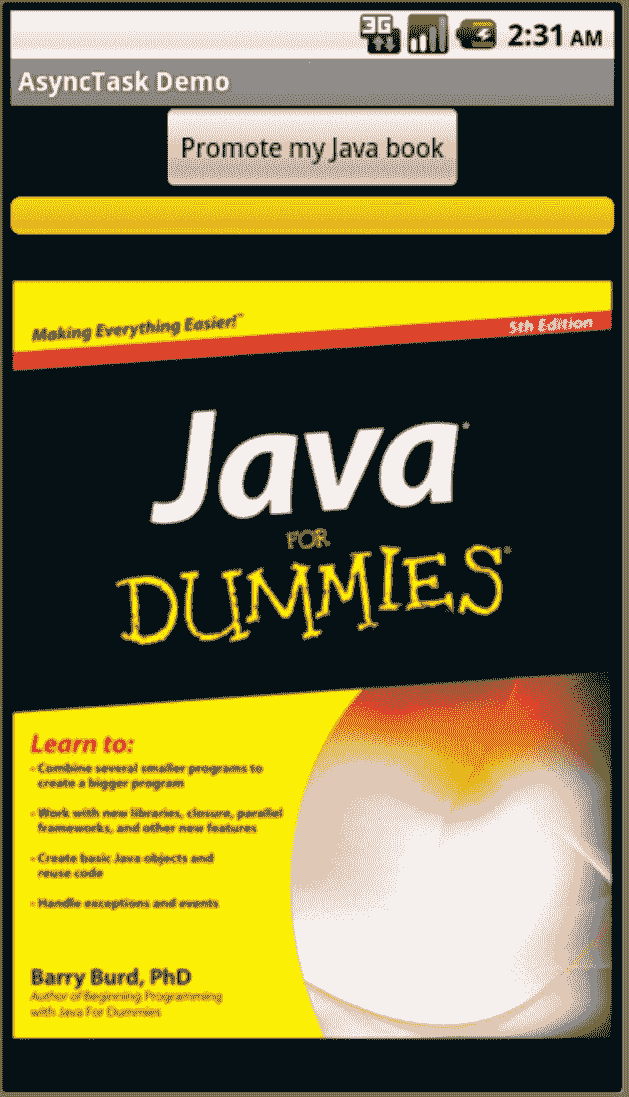 3G 2:31 AM
AsyncTask Demo
Promote my Java book
Making Everything Easier!™
5th Edition
Java
FOR
DUMMIES®
Learn to:
- Combine several smaller programs to
create a bigger program
- Work with new libraries, closure, parallel
frameworks, and other new features
- Create basic Java objects and
reuse code
- Handle exceptions and events
Barry Burd, PhD
Author of Beginning Programming
with Java For Dummies